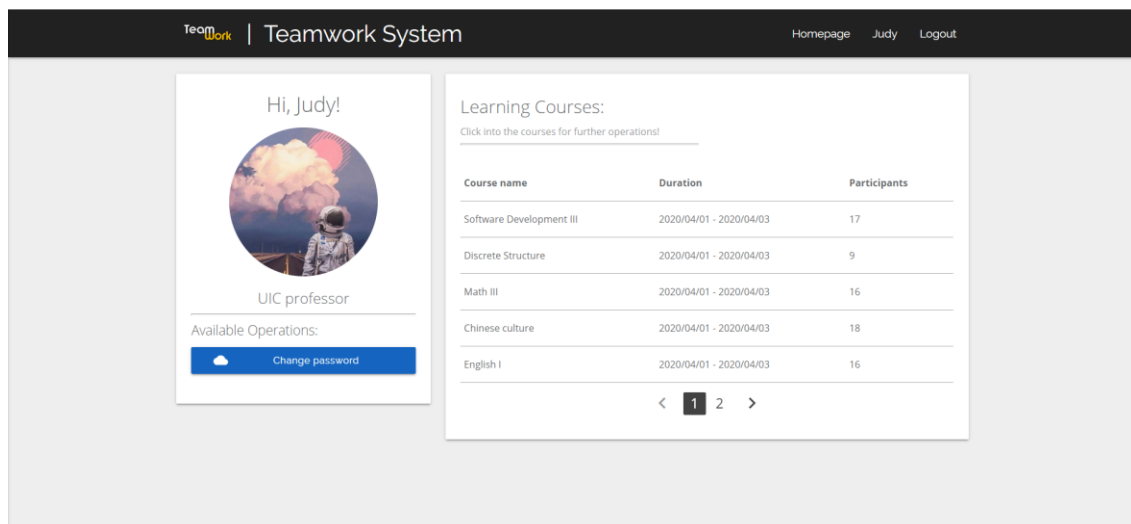 TeamWork | Teamwork System Homepage Judy Logout
Hi, Judy!
UIC professor
Available Operations:
Change password
Learning Courses:
Click into the courses for further operations!
Course name Duration Participants
Software Development III 2020/04/01 - 2020/04/03 17
Discrete Structure 2020/04/01 - 2020/04/03 9
Math III 2020/04/01 - 2020/04/03 16
Chinese culture 2020/04/01 - 2020/04/03 18
English I 2020/04/01 - 2020/04/03 16
< 1 2 >